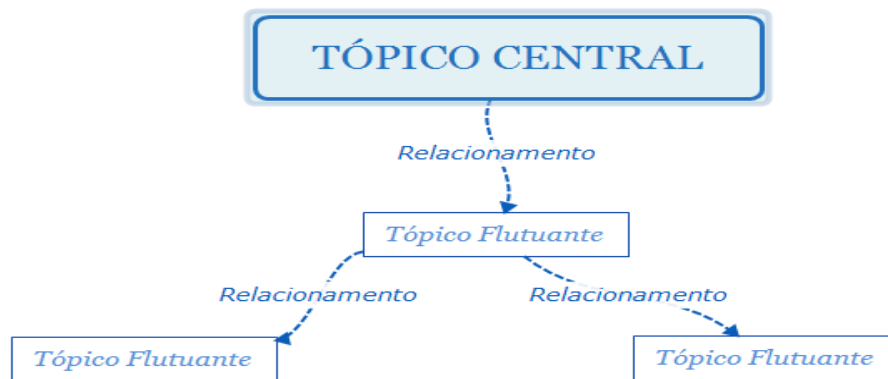 TÓPICO CENTRAL
Relacionamento
Tópico Flutuante
Relacionamento
Relacionamento
Tópico Flutuante
Tópico Flutuante